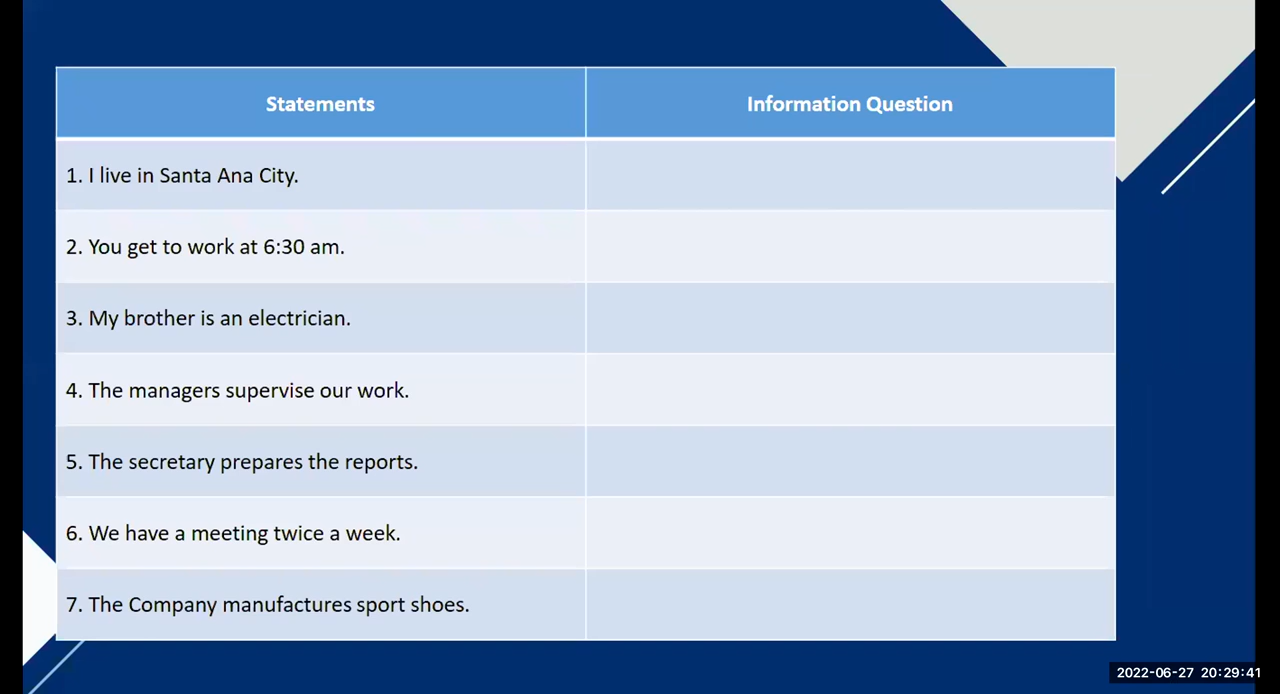 Statements
Information Question
1. I live in Santa Ana City.
2. You get to work at 6:30 am.
3. My brother is an electrician.
4. The managers supervise our work.
5. The secretary prepares the reports.
6. We have a meeting twice a week.
7. The Company manufactures sport shoes.
2022-06-27 20:29:41